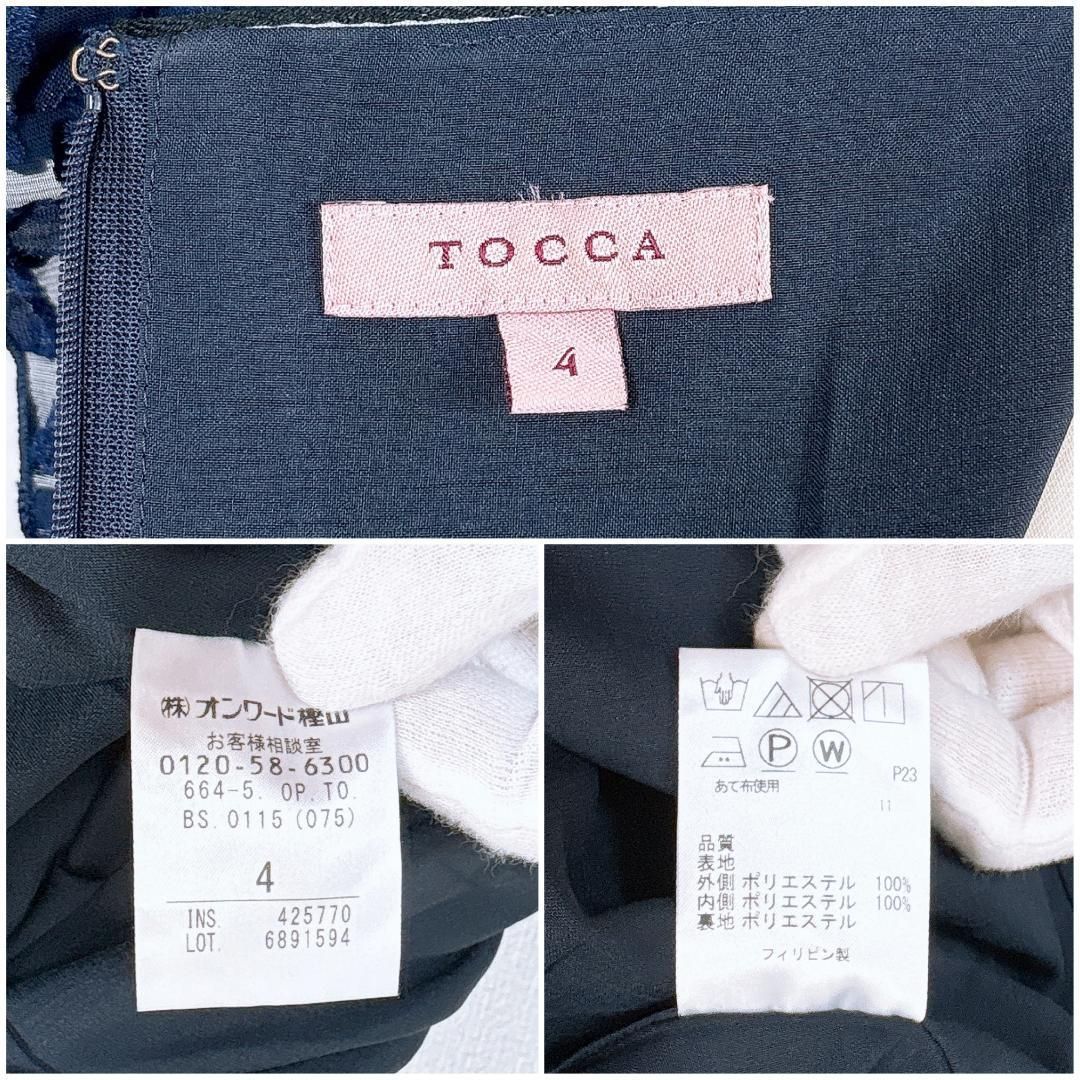 TOCCA
4
(株)オンワード樫山
お客様相談室
0120-58-6300
664-5. OP. TO.
BS. 0115 (075)
4
INS. 425770
LOT. 6891594
P W
あて布使用
P23
11
品質
表地
外側 ポリエステル 100%
内側 ポリエステル 100%
裏地 ポリエステル
フィリピン製